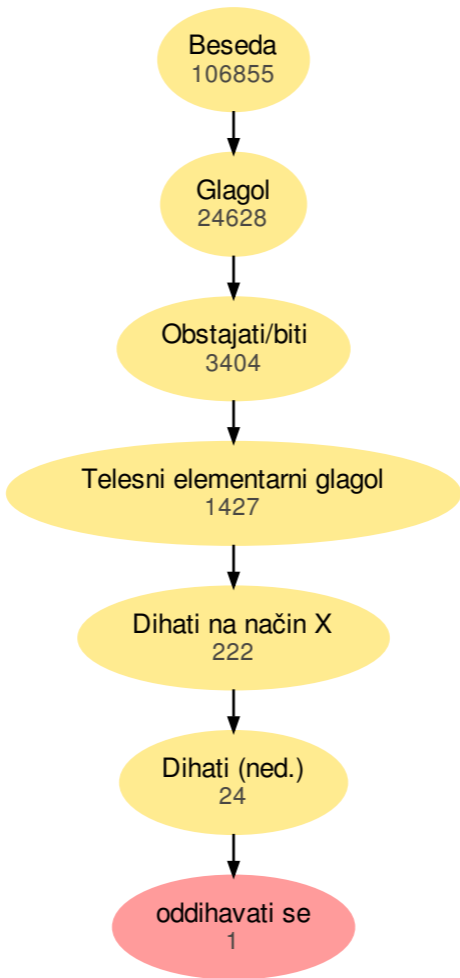 Beseda
106855
Glagol
24628
Obstajati/biti
3404
Telesni elementarni glagol
1427
Dihati na način X
222
Dihati (ned.)
24
oddihavati se
1